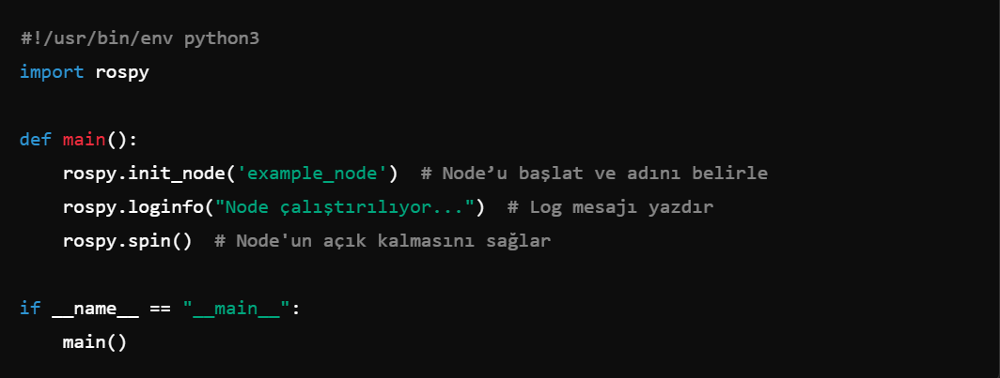 #!/usr/bin/env python3
import rospy
def main():
    rospy.init_node('example_node')  # Node’u başlat ve adını belirle
    rospy.loginfo("Node çalıştırılıyor...")  # Log mesajı yazdır
    rospy.spin()  # Node'un açık kalmasını sağlar
if __name__ == "__main__":
    main()